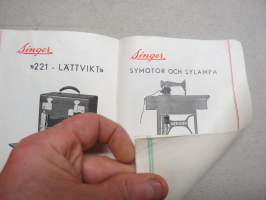 Singer
»221 - LÄTTVIKT»
Singer
SYMOTOR OCH SYLAMPA